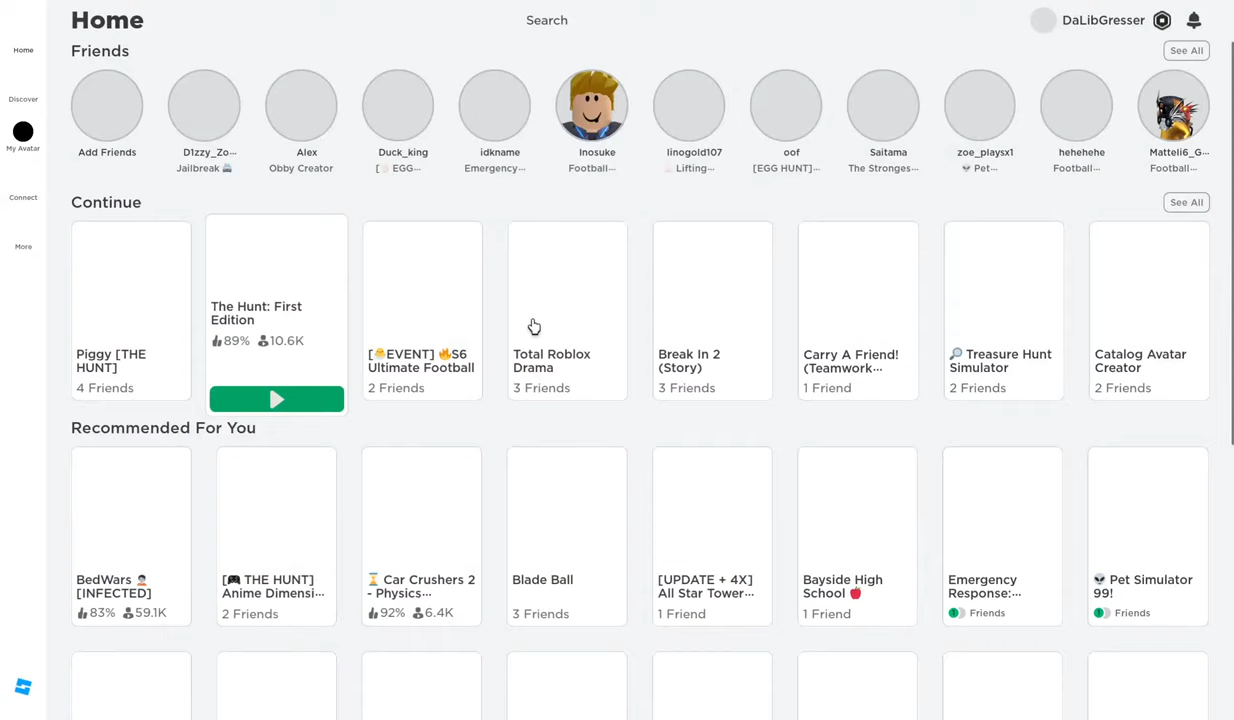 Home
Search
DaLibGresser
Home
Discover
My Avatar
Connect
More
Friends
See All
Add Friends
D1zzy_Zo...
Alex
Duck_king
idkname
Inosuke
linogold107
oof
Saitama
zoe_playsx1
hehehehe
Matteli6_G...
Jailbreak
Obby Creator
[🥚 EGG...
Emergency...
Football...
Lifting...
[EGG HUNT]...
The Stronges...
👽 Pet...
Football...
Football...
Continue
See All
Piggy [THE
HUNT]
4 Friends
The Hunt: First
Edition
89% 10.6K
[🐣EVENT] 🔥S6
Ultimate Football
2 Friends
Total Roblox
Drama
3 Friends
Break In 2
(Story)
3 Friends
Carry A Friend!
(Teamwork...
1 Friend
🔎 Treasure Hunt
Simulator
2 Friends
Catalog Avatar
Creator
2 Friends
Recommended For You
BedWars
[INFECTED]
83% 59.1K
[🎮 THE HUNT]
Anime Dimensi...
2 Friends
⏳ Car Crushers 2
- Physics...
92% 6.4K
Blade Ball
3 Friends
[UPDATE + 4X]
All Star Tower...
1 Friend
Bayside High
School 🍎
1 Friend
Emergency
Response:...
1 Friends
👽 Pet Simulator
99!
1 Friends